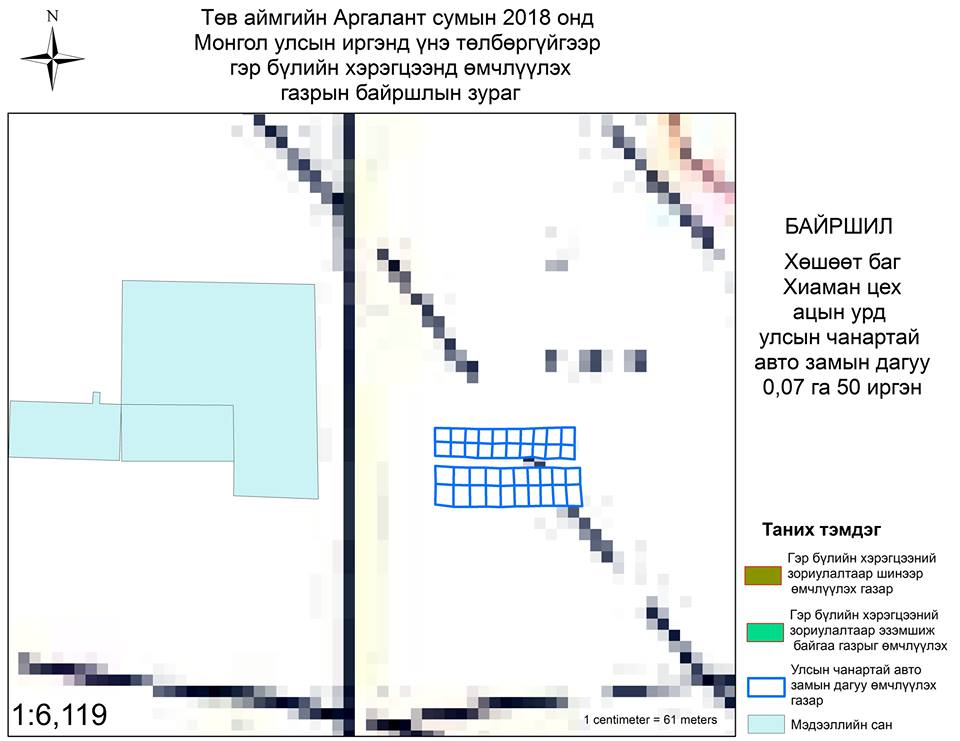 N
Төв аймгийн Аргалант сумын 2018 онд
Монгол улсын иргэнд үнэ төлбөргүйгээр
гэр бүлийн хэрэгцээнд өмчлүүлэх
газрын байршлын зураг
БАЙРШИЛ
Хөшөөт баг
Хиаман цех
ацын урд
улсын чанартай
авто замын дагуу
0,07 га 50 иргэн
Таних тэмдэг
Гэр бүлийн хэрэгцээний
зориулалтаар шинээр
өмчлүүлэх газар
Гэр бүлийн хэрэгцээний
зориулалтаар эзэмшиж
байгаа газрыг өмчлүүлэх
Улсын чанартай авто
замын дагуу өмчлүүлэх
газар
Мэдээллийн сан
1:6,119
1 centimeter = 61 meters